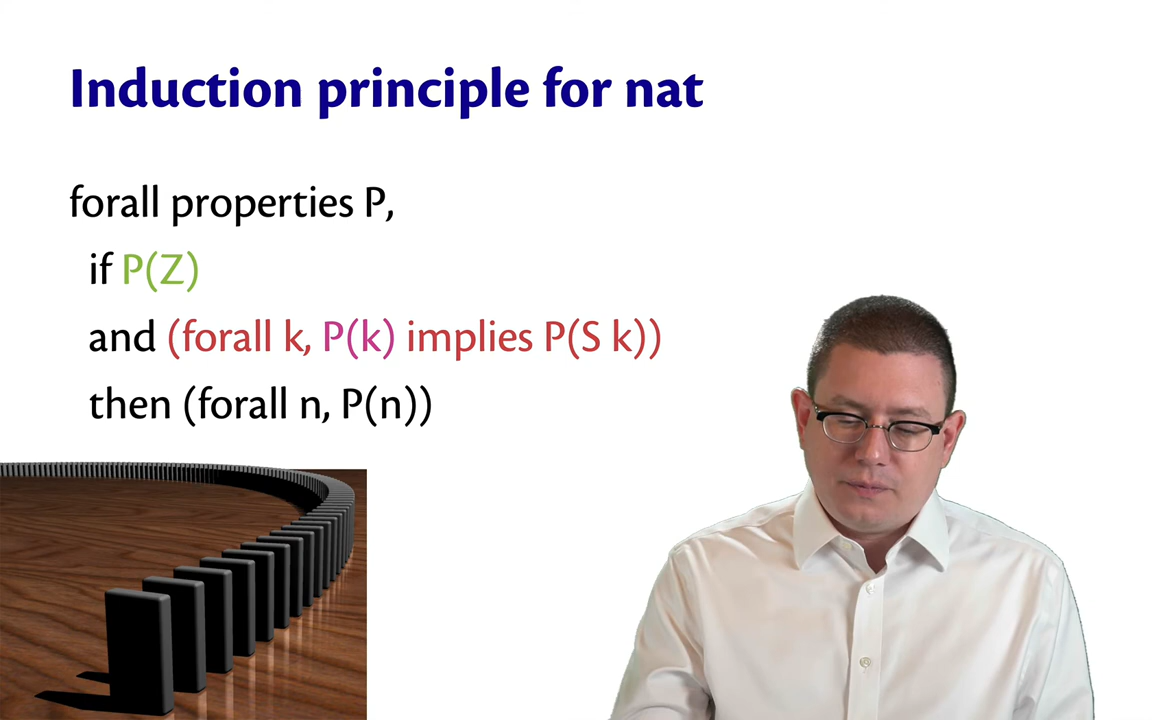 Induction principle for nat
forall properties P,
if P(Z)
and (forall k, P(k) implies P(S k))
then (forall n, P(n))